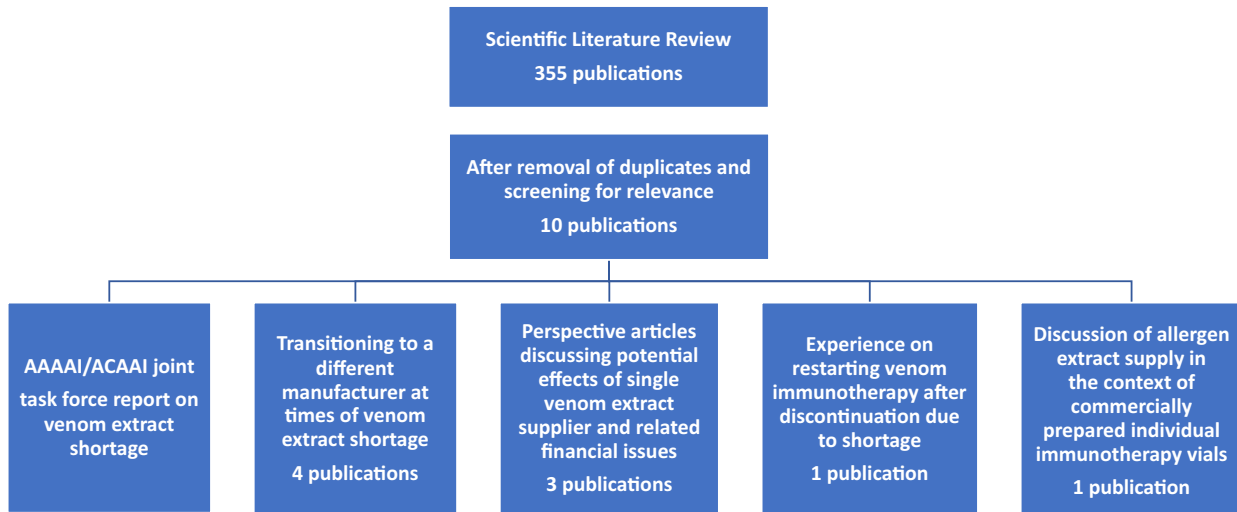 Scientific Literature Review
355 publications
After removal of duplicates and
screening for relevance
10 publications
AAAAI/ACAAI joint
task force report on
venom extract
shortage
Transitioning to a
different
manufacturer at
times of venom
extract shortage
4 publications
Perspective articles
discussing potential
effects of single
venom extract
supplier and related
financial issues
3 publications
Experience on
restarting venom
immunotherapy after
discontinuation due
to shortage
1 publication
Discussion of allergen
extract supply in
the context of
commercially
prepared individual
immunotherapy vials
1 publication